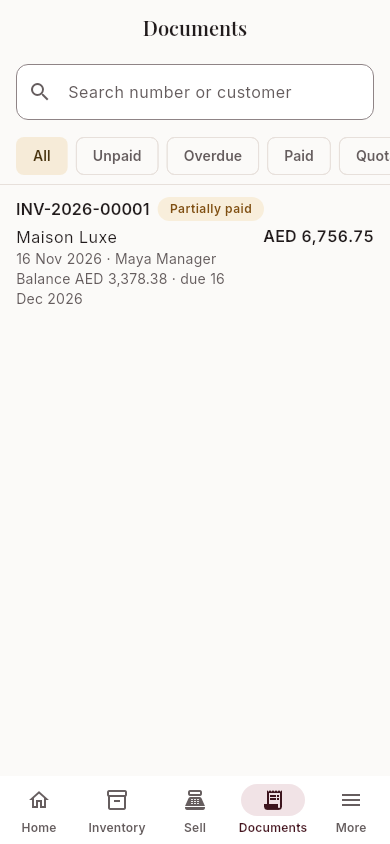 Documents
Search number or customer
All Unpaid Overdue Paid Quot
INV-2026-00001 Partially paid
Maison Luxe AED 6,756.75
16 Nov 2026 · Maya Manager
Balance AED 3,378.38 · due 16
Dec 2026
Home Inventory Sell Documents More